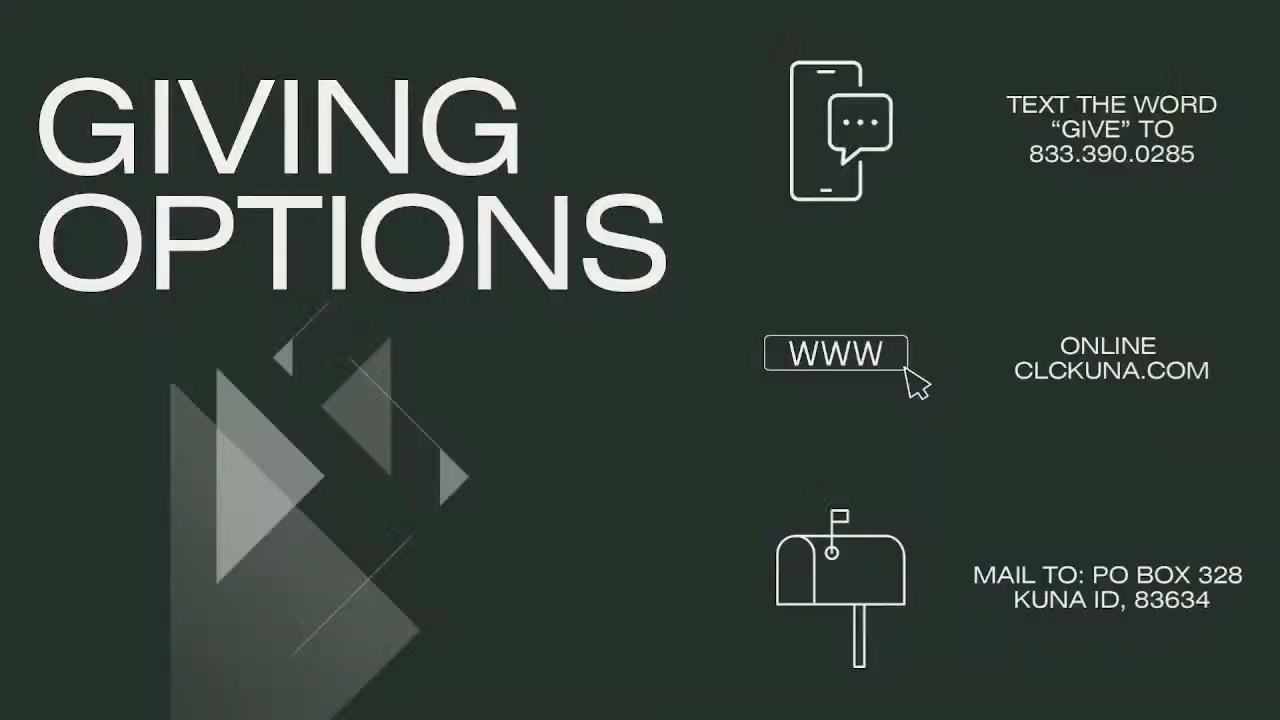 GIVING
OPTIONS
TEXT THE WORD
“GIVE” TO
833.390.0285
WWW
ONLINE
CLCKUNA.COM
MAIL TO: PO BOX 328
KUNA ID, 83634